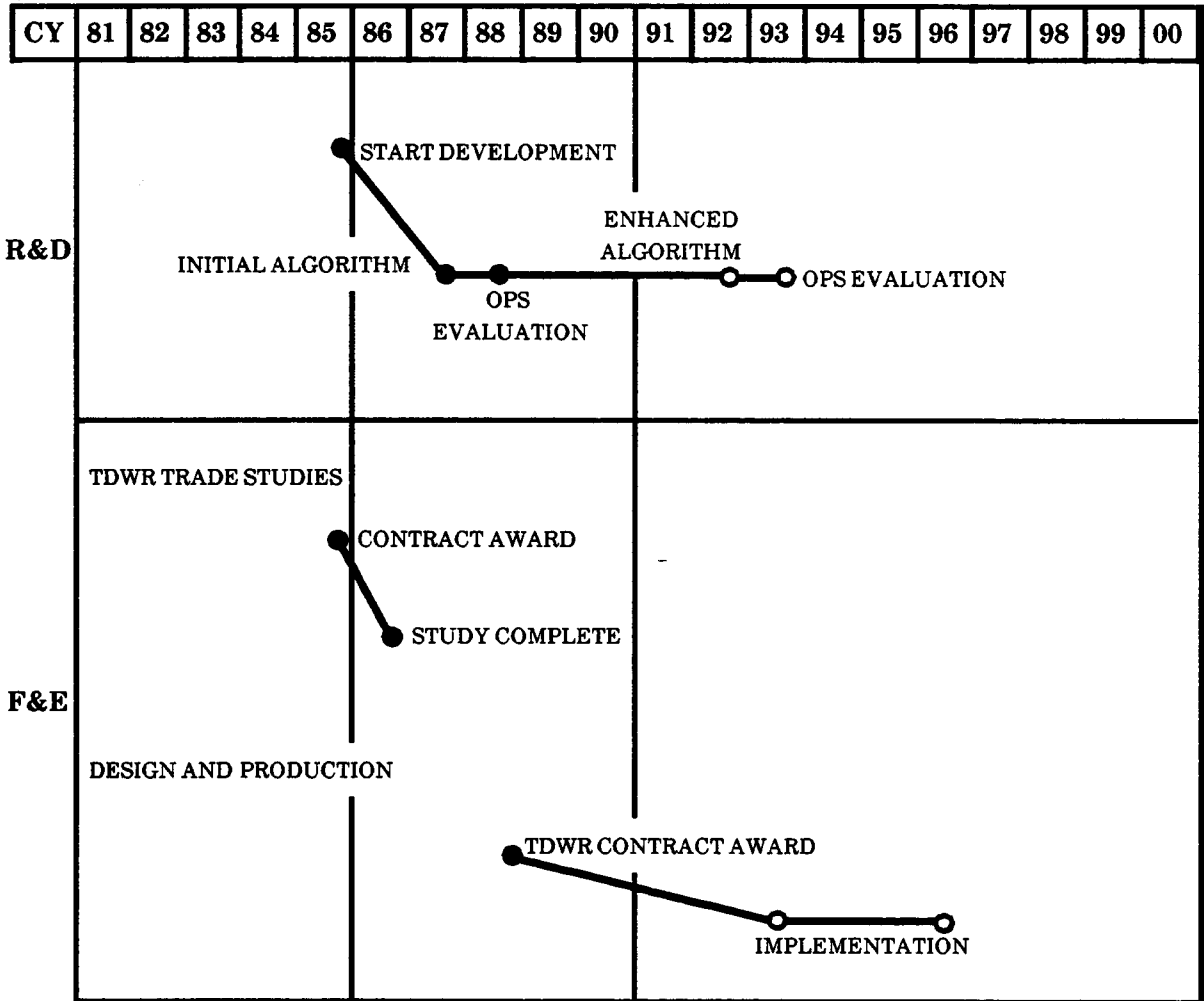 CY 81 82 83 84 85 86 87 88 89 90 91 92 93 94 95 96 97 98 99 00
START DEVELOPMENT
ENHANCED
ALGORITHM
R&D
INITIAL ALGORITHM
OPS EVALUATION
OPS
EVALUATION
TDWR TRADE STUDIES
CONTRACT AWARD
STUDY COMPLETE
F&E
DESIGN AND PRODUCTION
TDWR CONTRACT AWARD
IMPLEMENTATION